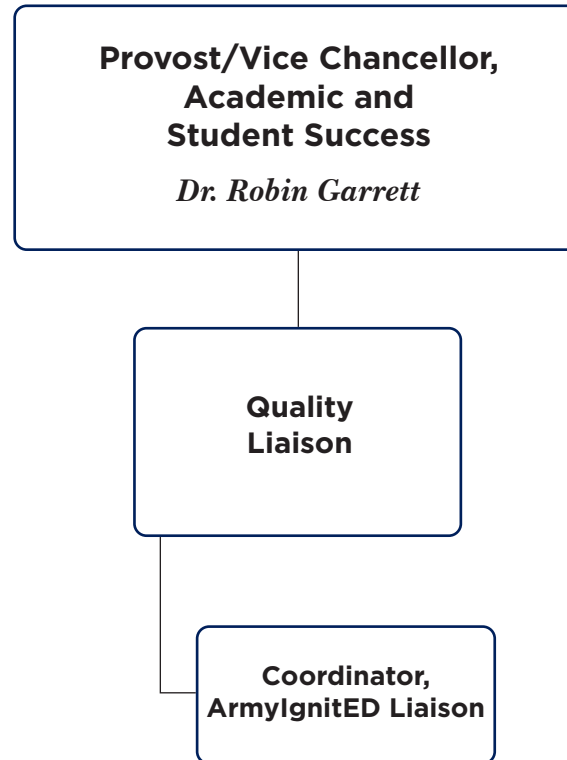 Provost/Vice Chancellor,
Academic and
Student Success
Dr. Robin Garrett
Quality
Liaison
Coordinator,
ArmyIgnitED Liaison